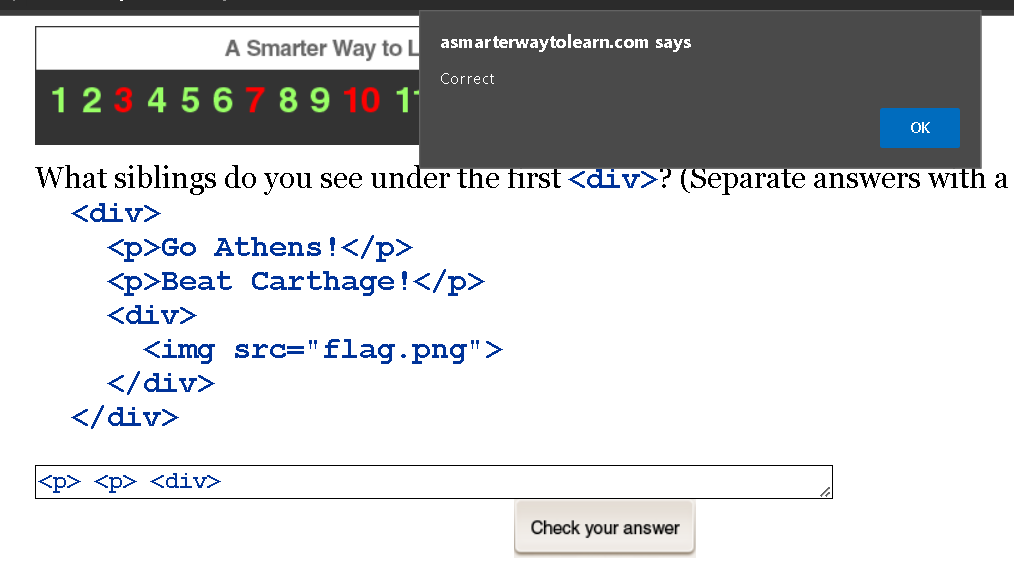 A Smarter Way to L
asmarterwaytolearn.com says
Correct
OK
1 2 3 4 5 6 7 8 9 10 11
What siblings do you see under the first <div>? (Separate answers with a
<div>
<p>Go Athens!</p>
<p>Beat Carthage!</p>
<div>
<img src="flag.png">
</div>
</div>
<p> <p> <div>
Check your answer